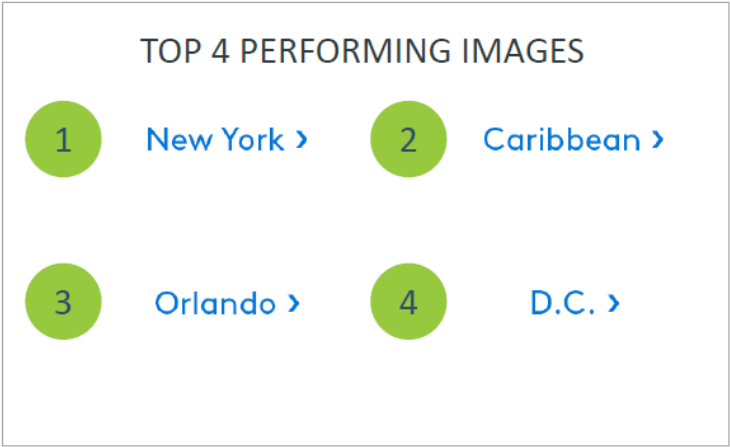 TOP 4 PERFORMING IMAGES
1 New York › 2 Caribbean ›
3 Orlando › 4 D.C. ›